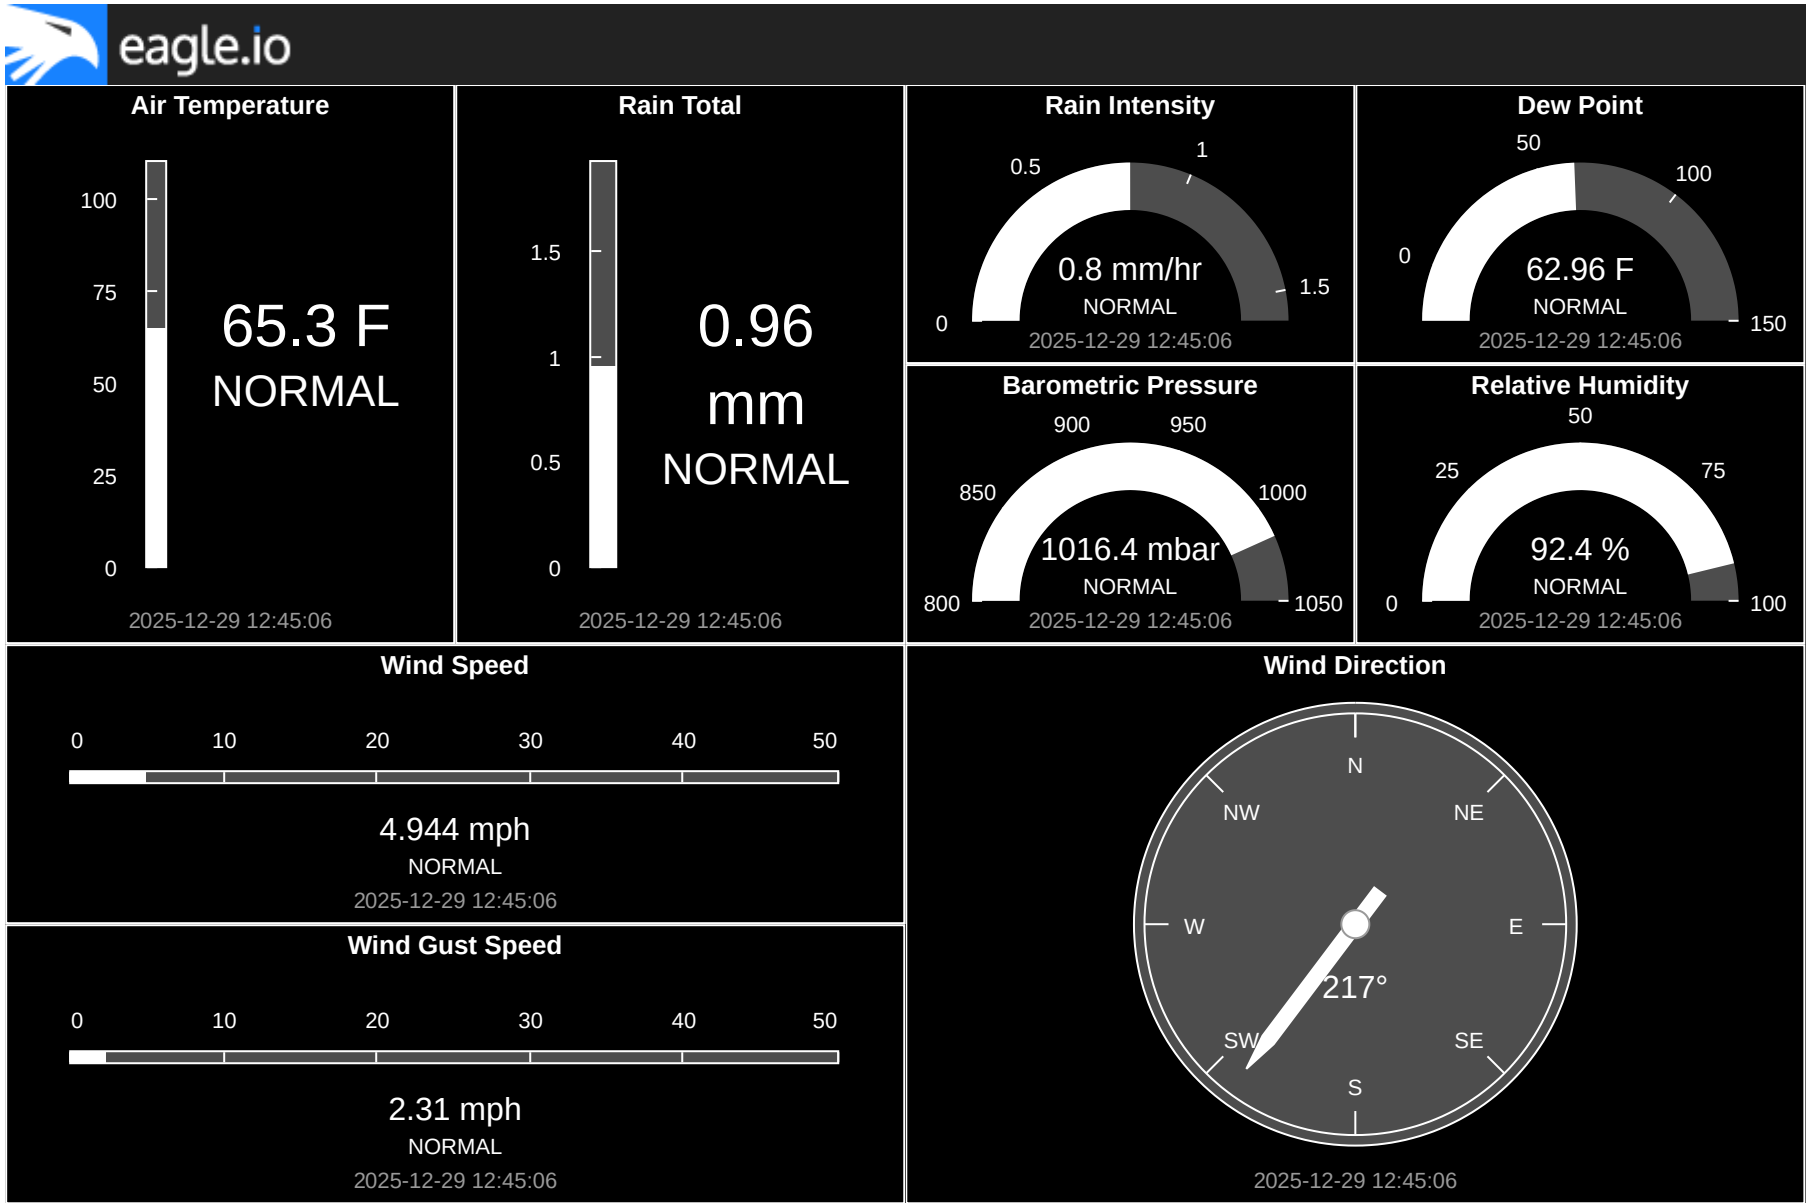 eagle.io
Air Temperature
100
75
50
25
0
65.3 F
NORMAL
2025-12-29 12:45:06
Rain Total
1.5
1
0.5
0
0.96
mm
NORMAL
2025-12-29 12:45:06
Rain Intensity
0
0.5
1
1.5
0.8 mm/hr
NORMAL
2025-12-29 12:45:06
Dew Point
0
50
100
150
62.96 F
NORMAL
2025-12-29 12:45:06
Barometric Pressure
800
850
900
950
1000
1050
1016.4 mbar
NORMAL
2025-12-29 12:45:06
Relative Humidity
0
25
50
75
100
92.4 %
NORMAL
2025-12-29 12:45:06
Wind Speed
0 10 20 30 40 50
4.944 mph
NORMAL
2025-12-29 12:45:06
Wind Gust Speed
0 10 20 30 40 50
2.31 mph
NORMAL
2025-12-29 12:45:06
Wind Direction
N
NW NE
W E
217°
SW SE
S
2025-12-29 12:45:06